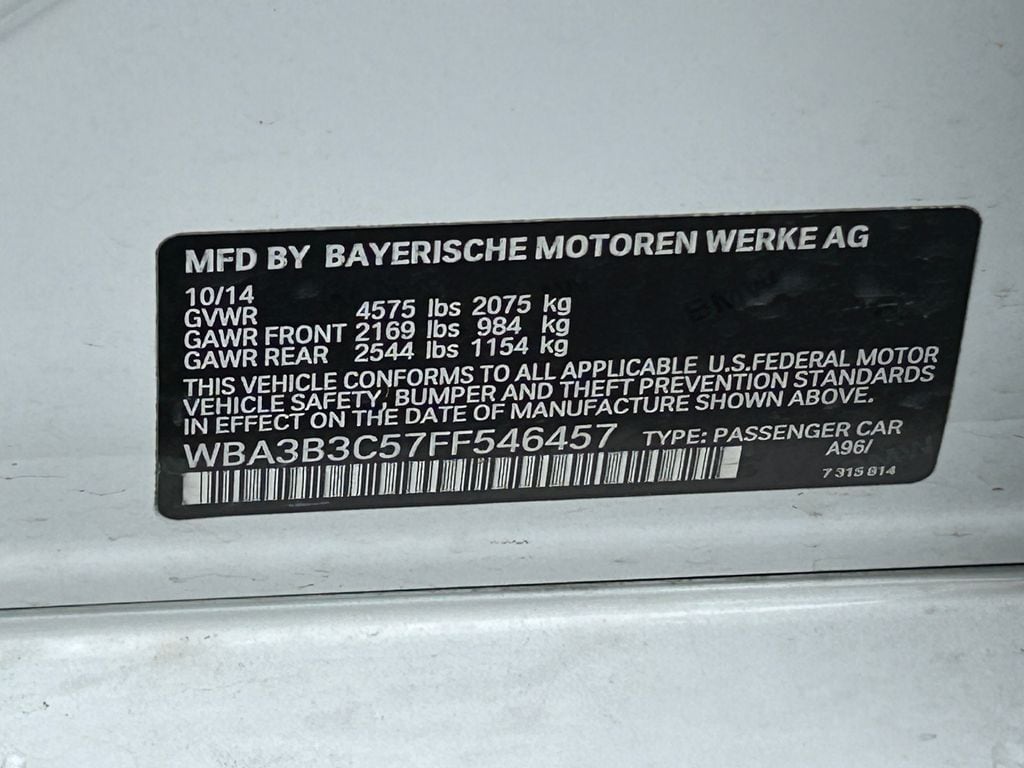 MFD BY BAYERISCHE MOTOREN WERKE AG
10/14
GVWR 4575 lbs 2075 kg
GAWR FRONT 2169 lbs 984 kg
GAWR REAR 2544 lbs 1154 kg
THIS VEHICLE CONFORMS TO ALL APPLICABLE U.S.FEDERAL MOTOR
VEHICLE SAFETY, BUMPER AND THEFT PREVENTION STANDARDS
IN EFFECT ON THE DATE OF MANUFACTURE SHOWN ABOVE.
WBA3B3C57FF546457 TYPE: PASSENGER CAR
A96/
7 315 814